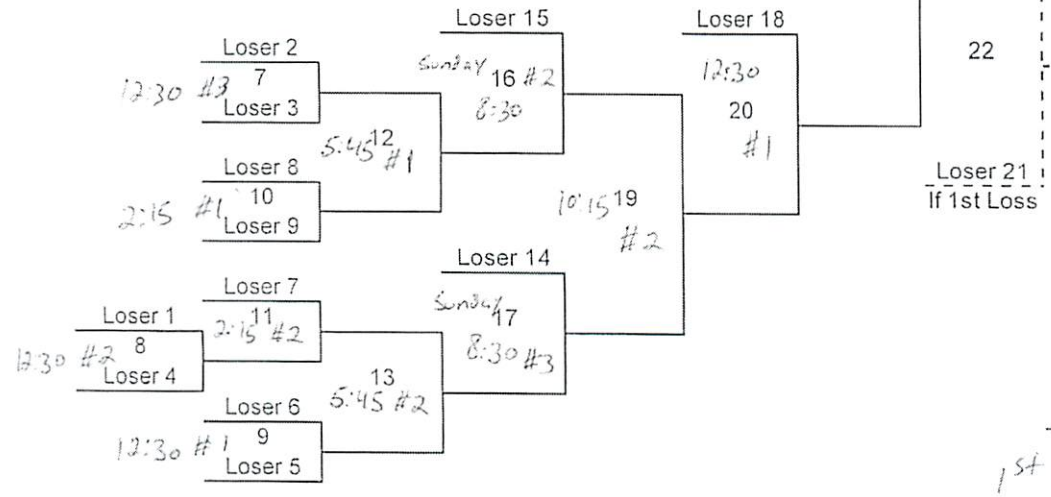 Loser 15
Loser 18
Loser 2
12:30 #3 7
Loser 3
Sunday 16 #2
8:30
12:30
20
#1
22
5:45 12 #1
Loser 8
2:15 #1 10
Loser 9
Loser 21
If 1st Loss
10:15 19
#2
Loser 14
Loser 7
2:15 11 #2
Sunday 17
8:30 #3
Loser 1
12:30 #2 8
Loser 4
13
5:45 #2
Loser 6
12:30 #1 9
Loser 5
1st